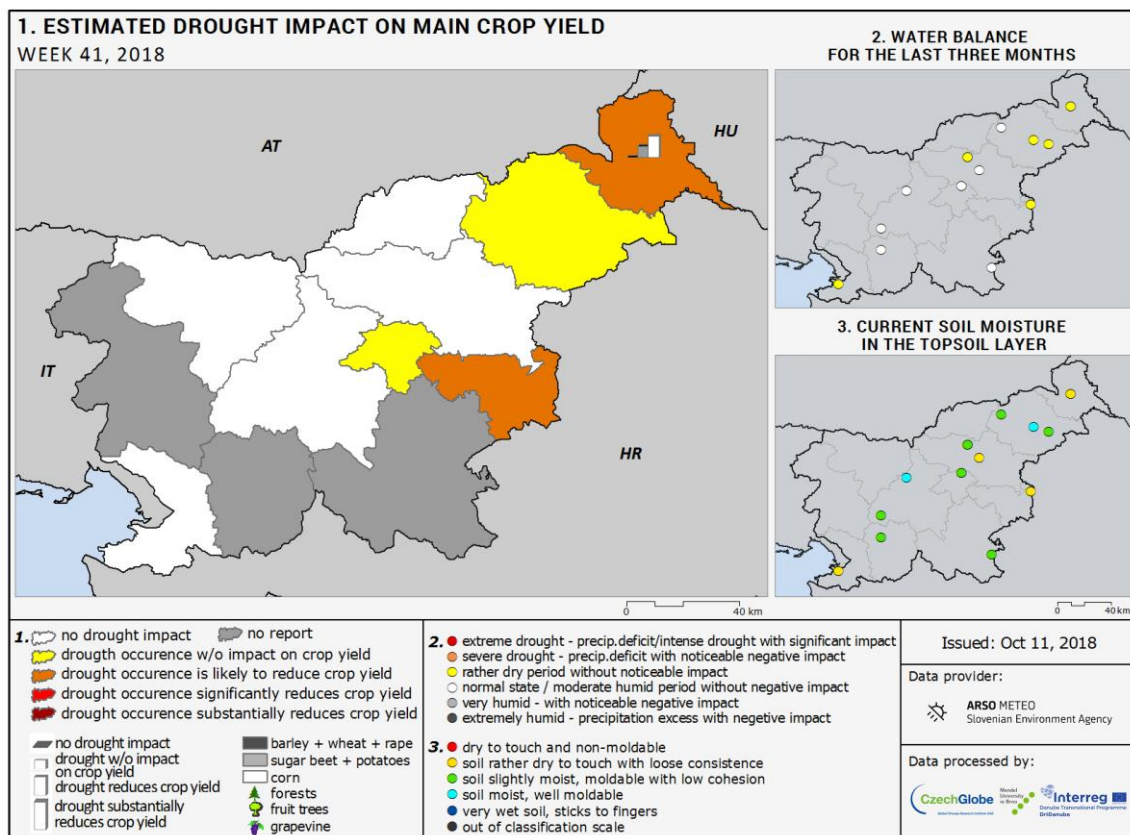 1. ESTIMATED DROUGHT IMPACT ON MAIN CROP YIELD
WEEK 41, 2018
AT
HU
IT
HR
0 40 km
2. WATER BALANCE
FOR THE LAST THREE MONTHS
3. CURRENT SOIL MOISTURE
IN THE TOPSOIL LAYER
0 40 km
1. no drought impact no report
drougth occurence w/o impact on crop yield
drought occurence is likely to reduce crop yield
drought occurence significantly reduces crop yield
drought occurence substantially reduces crop yield
no drought impact
drought w/o impact
on crop yield
drought reduces crop yield
drought substantially
reduces crop yield
barley + wheat + rape
sugar beet + potatoes
corn
forests
fruit trees
grapevine
2. extreme drought - precip.deficit/intense drought with significant impact
severe drought - precip.deficit with noticeable negative impact
rather dry period without noticeable impact
normal state / moderate humid period without negative impact
very humid - with noticeable negative impact
extremely humid - precipitation excess with negative impact
3. dry to touch and non-moldable
soil rather dry to touch with loose consistence
soil slightly moist, moldable with low cohesion
soil moist, well moldable
very wet soil, sticks to fingers
out of classification scale
Issued: Oct 11, 2018
Data provider:
ARSO METEO
Slovenian Environment Agency
Data processed by:
CzechGlobe
Mendel
University
in Brno
Interreg
Danube Transnational Programme
DriDanube